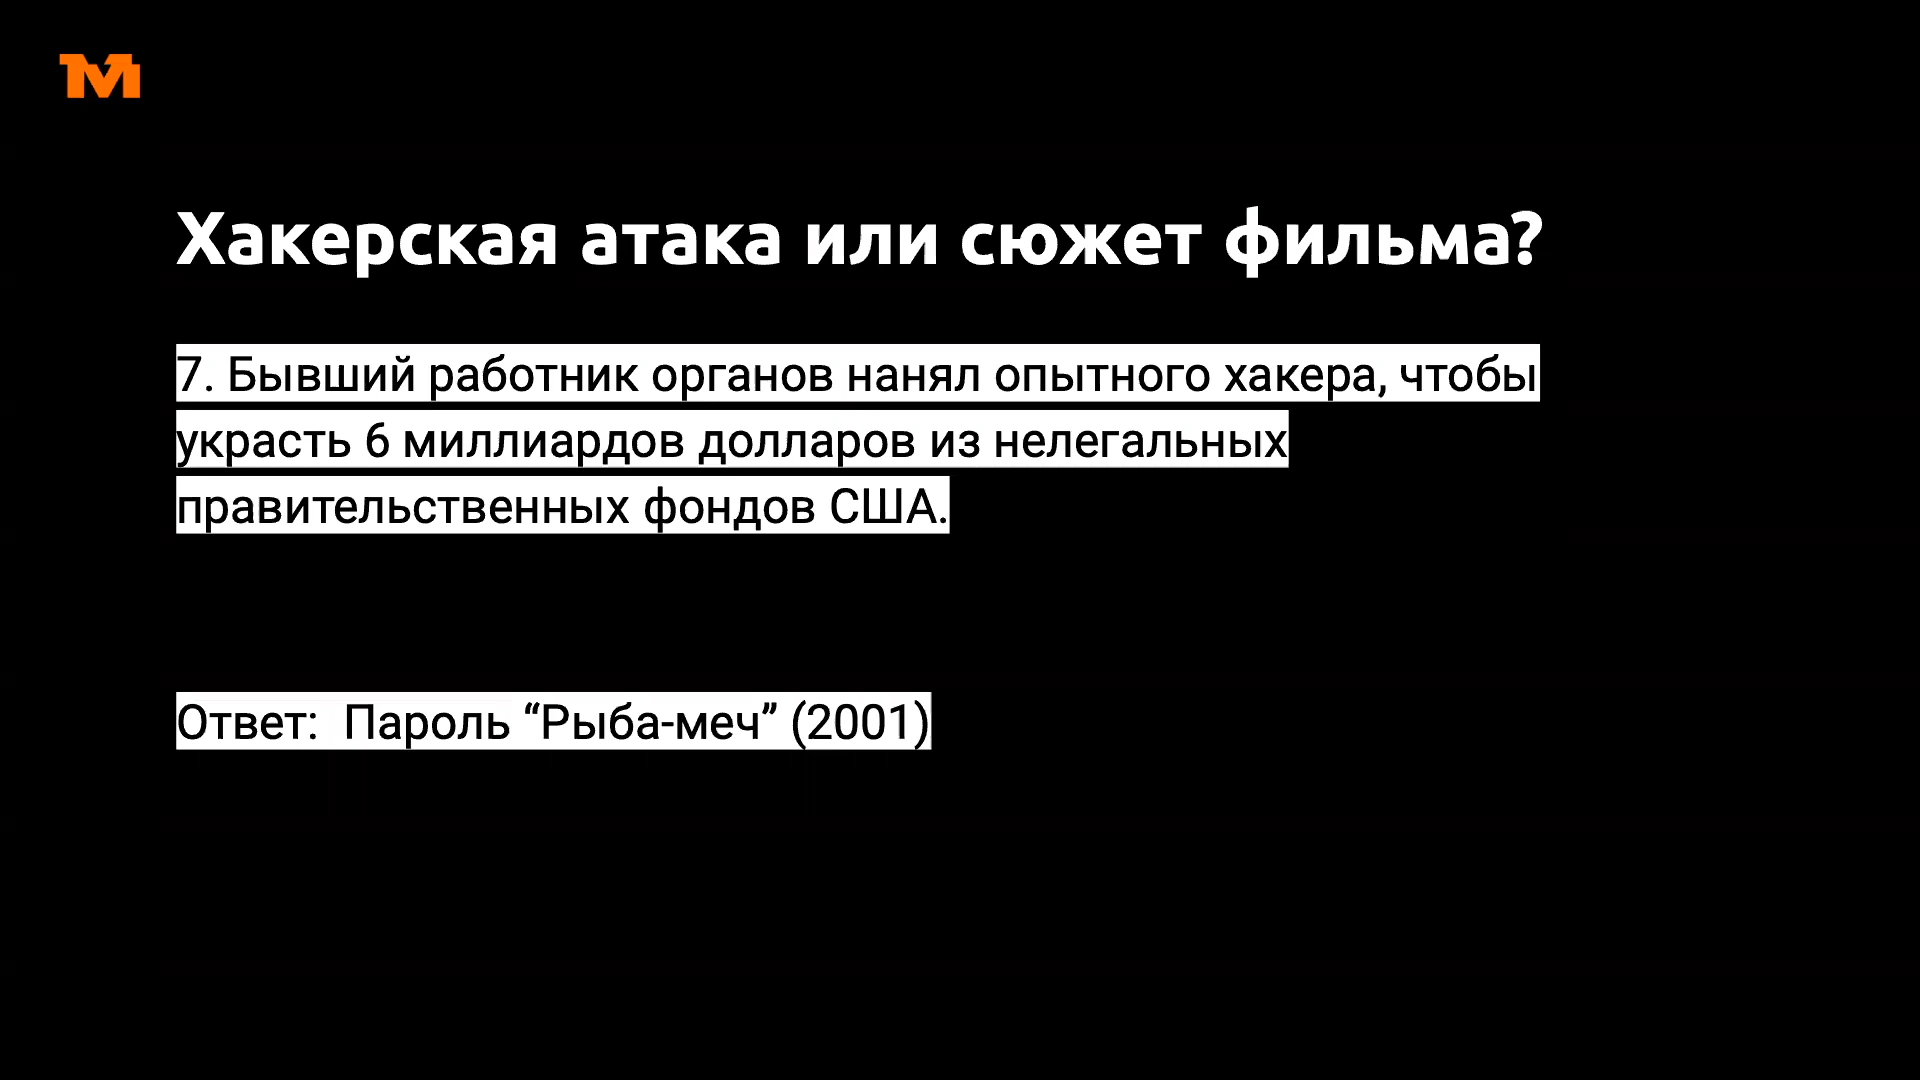 М
Хакерская атака или сюжет фильма?
7. Бывший работник органов нанял опытного хакера, чтобы
украсть 6 миллиардов долларов из нелегальных
правительственных фондов США.
Ответ:  Пароль “Рыба-меч” (2001)